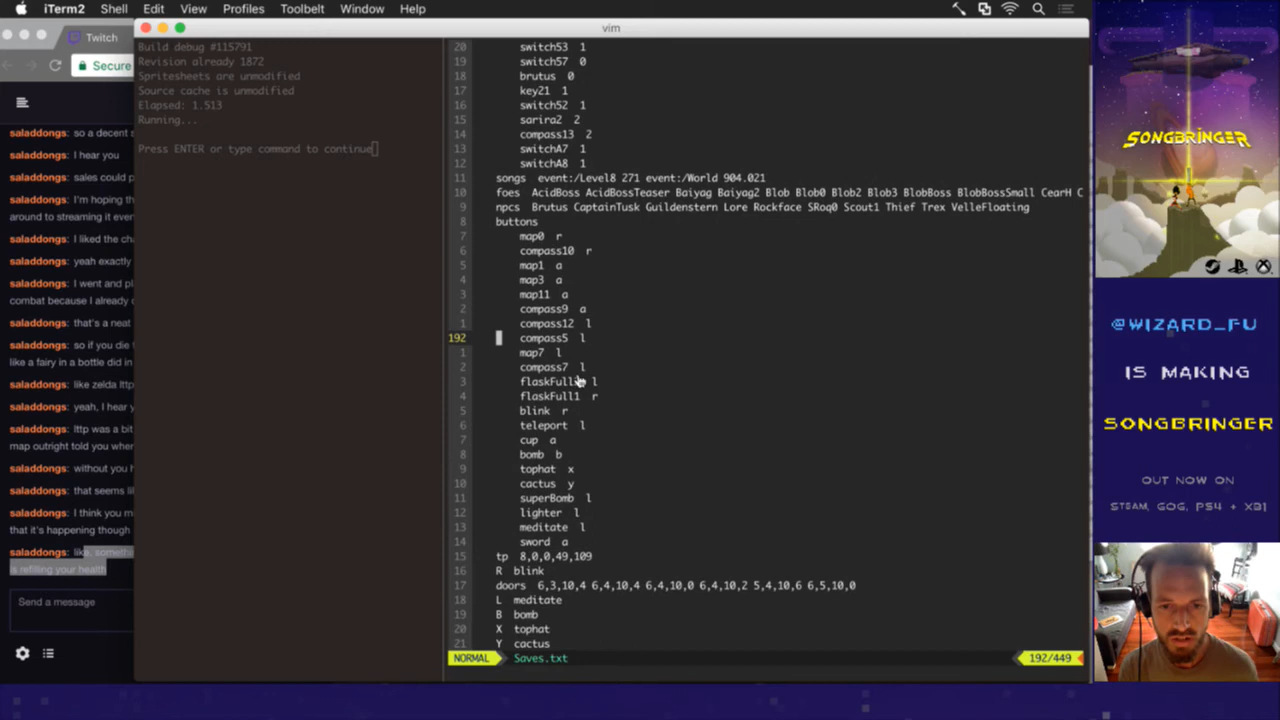 iTerm2 Shell Edit View Profiles Toolbelt Window Help
Twitch
Secure
saladdongs: so a decent s
saladdongs: I hear you
saladdongs: sales could p
saladdongs: I'm hoping th
around to streaming it even
saladdongs: I liked the cha
saladdongs: yeah exactly
saladdongs: I went and pl
combat because I already c
saladdongs: that's a neat
saladdongs: so if you die t
like a fairy in a bottle did in
saladdongs: like zelda lttp
saladdongs: yeah, I hear y
saladdongs: lttp was a bit
map outright told you wher
saladdongs: without you h
saladdongs: that seems li
saladdongs: I think you m
that it's happening though
saladdongs: like, someth
is refilling your health
Send a message
vim
Build debug #115791
Revision already 1872
Spritesheets are unmodified
Source cache is unmodified
Elapsed: 1.513
Running...
Press ENTER or type command to continue
20 switch53 1
19 switch57 0
18 brutus 0
17 key21 1
16 switch52 1
15 sarira2 2
14 compass13 2
13 switchA7 1
12 switchA8 1
11 songs event:/Level8 271 event:/World 904.021
10 foes AcidBoss AcidBossTeaser Baiyag Baiyag2 Blob Blob0 Blob2 Blob3 BlobBoss BlobBossSmall CearH C
9 npcs Brutus CaptainTusk Guildenstern Lore Rockface SRoq0 Scout1 Thief Trex VelleFloating
8 buttons
7 map0 r
6 compass10 r
5 map1 a
4 map3 a
3 map11 a
2 compass9 a
1 compass12 l
192 compass5 l
1 map7 l
2 compass7 l
3 flaskFull l
4 flaskFull1 r
5 blink r
6 teleport l
7 cup a
8 bomb b
9 tophat x
10 cactus y
11 superBomb l
12 lighter l
13 meditate l
14 sword a
15 tp 8,0,0,49,109
16 R blink
17 doors 6,3,10,4 6,4,10,4 6,4,10,0 6,4,10,2 5,4,10,6 6,5,10,0
18 L meditate
19 B bomb
20 X tophat
21 Y cactus
NORMAL Saves.txt 192/449
SONGBRINGER
@WIZARD_FU
IS MAKING
SONGBRINGER
OUT NOW ON
STEAM, GOG, PS4 + XB1